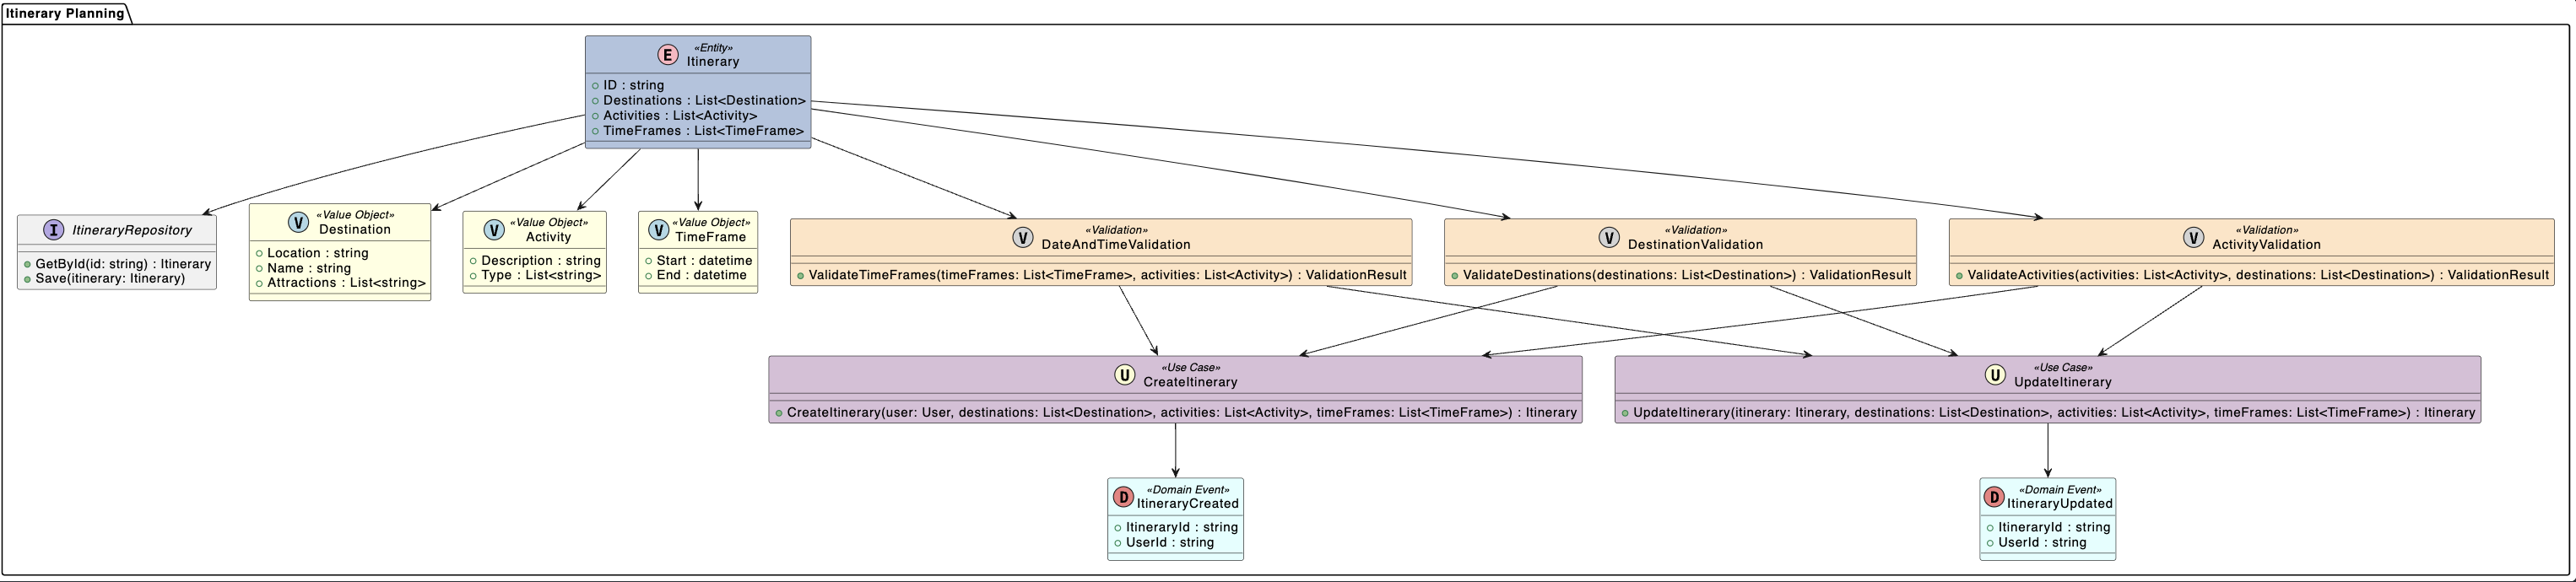 Itinerary Planning
E
«Entity»
Itinerary
ID : string
Destinations : List<Destination>
Activities : List<Activity>
TimeFrames : List<TimeFrame>
I
ItineraryRepository
GetById(id: string) : Itinerary
Save(itinerary: Itinerary)
V
«Value Object»
Destination
Location : string
Name : string
Attractions : List<string>
V
«Value Object»
Activity
Description : string
Type : List<string>
V
«Value Object»
TimeFrame
Start : datetime
End : datetime
V
«Validation»
DateAndTimeValidation
ValidateTimeFrames(timeFrames: List<TimeFrame>, activities: List<Activity>) : ValidationResult
V
«Validation»
DestinationValidation
ValidateDestinations(destinations: List<Destination>) : ValidationResult
V
«Validation»
ActivityValidation
ValidateActivities(activities: List<Activity>, destinations: List<Destination>) : ValidationResult
U
«Use Case»
CreateItinerary
CreateItinerary(user: User, destinations: List<Destination>, activities: List<Activity>, timeFrames: List<TimeFrame>) : Itinerary
U
«Use Case»
UpdateItinerary
UpdateItinerary(itinerary: Itinerary, destinations: List<Destination>, activities: List<Activity>, timeFrames: List<TimeFrame>) : Itinerary
D
«Domain Event»
ItineraryCreated
ItineraryId : string
UserId : string
D
«Domain Event»
ItineraryUpdated
ItineraryId : string
UserId : string